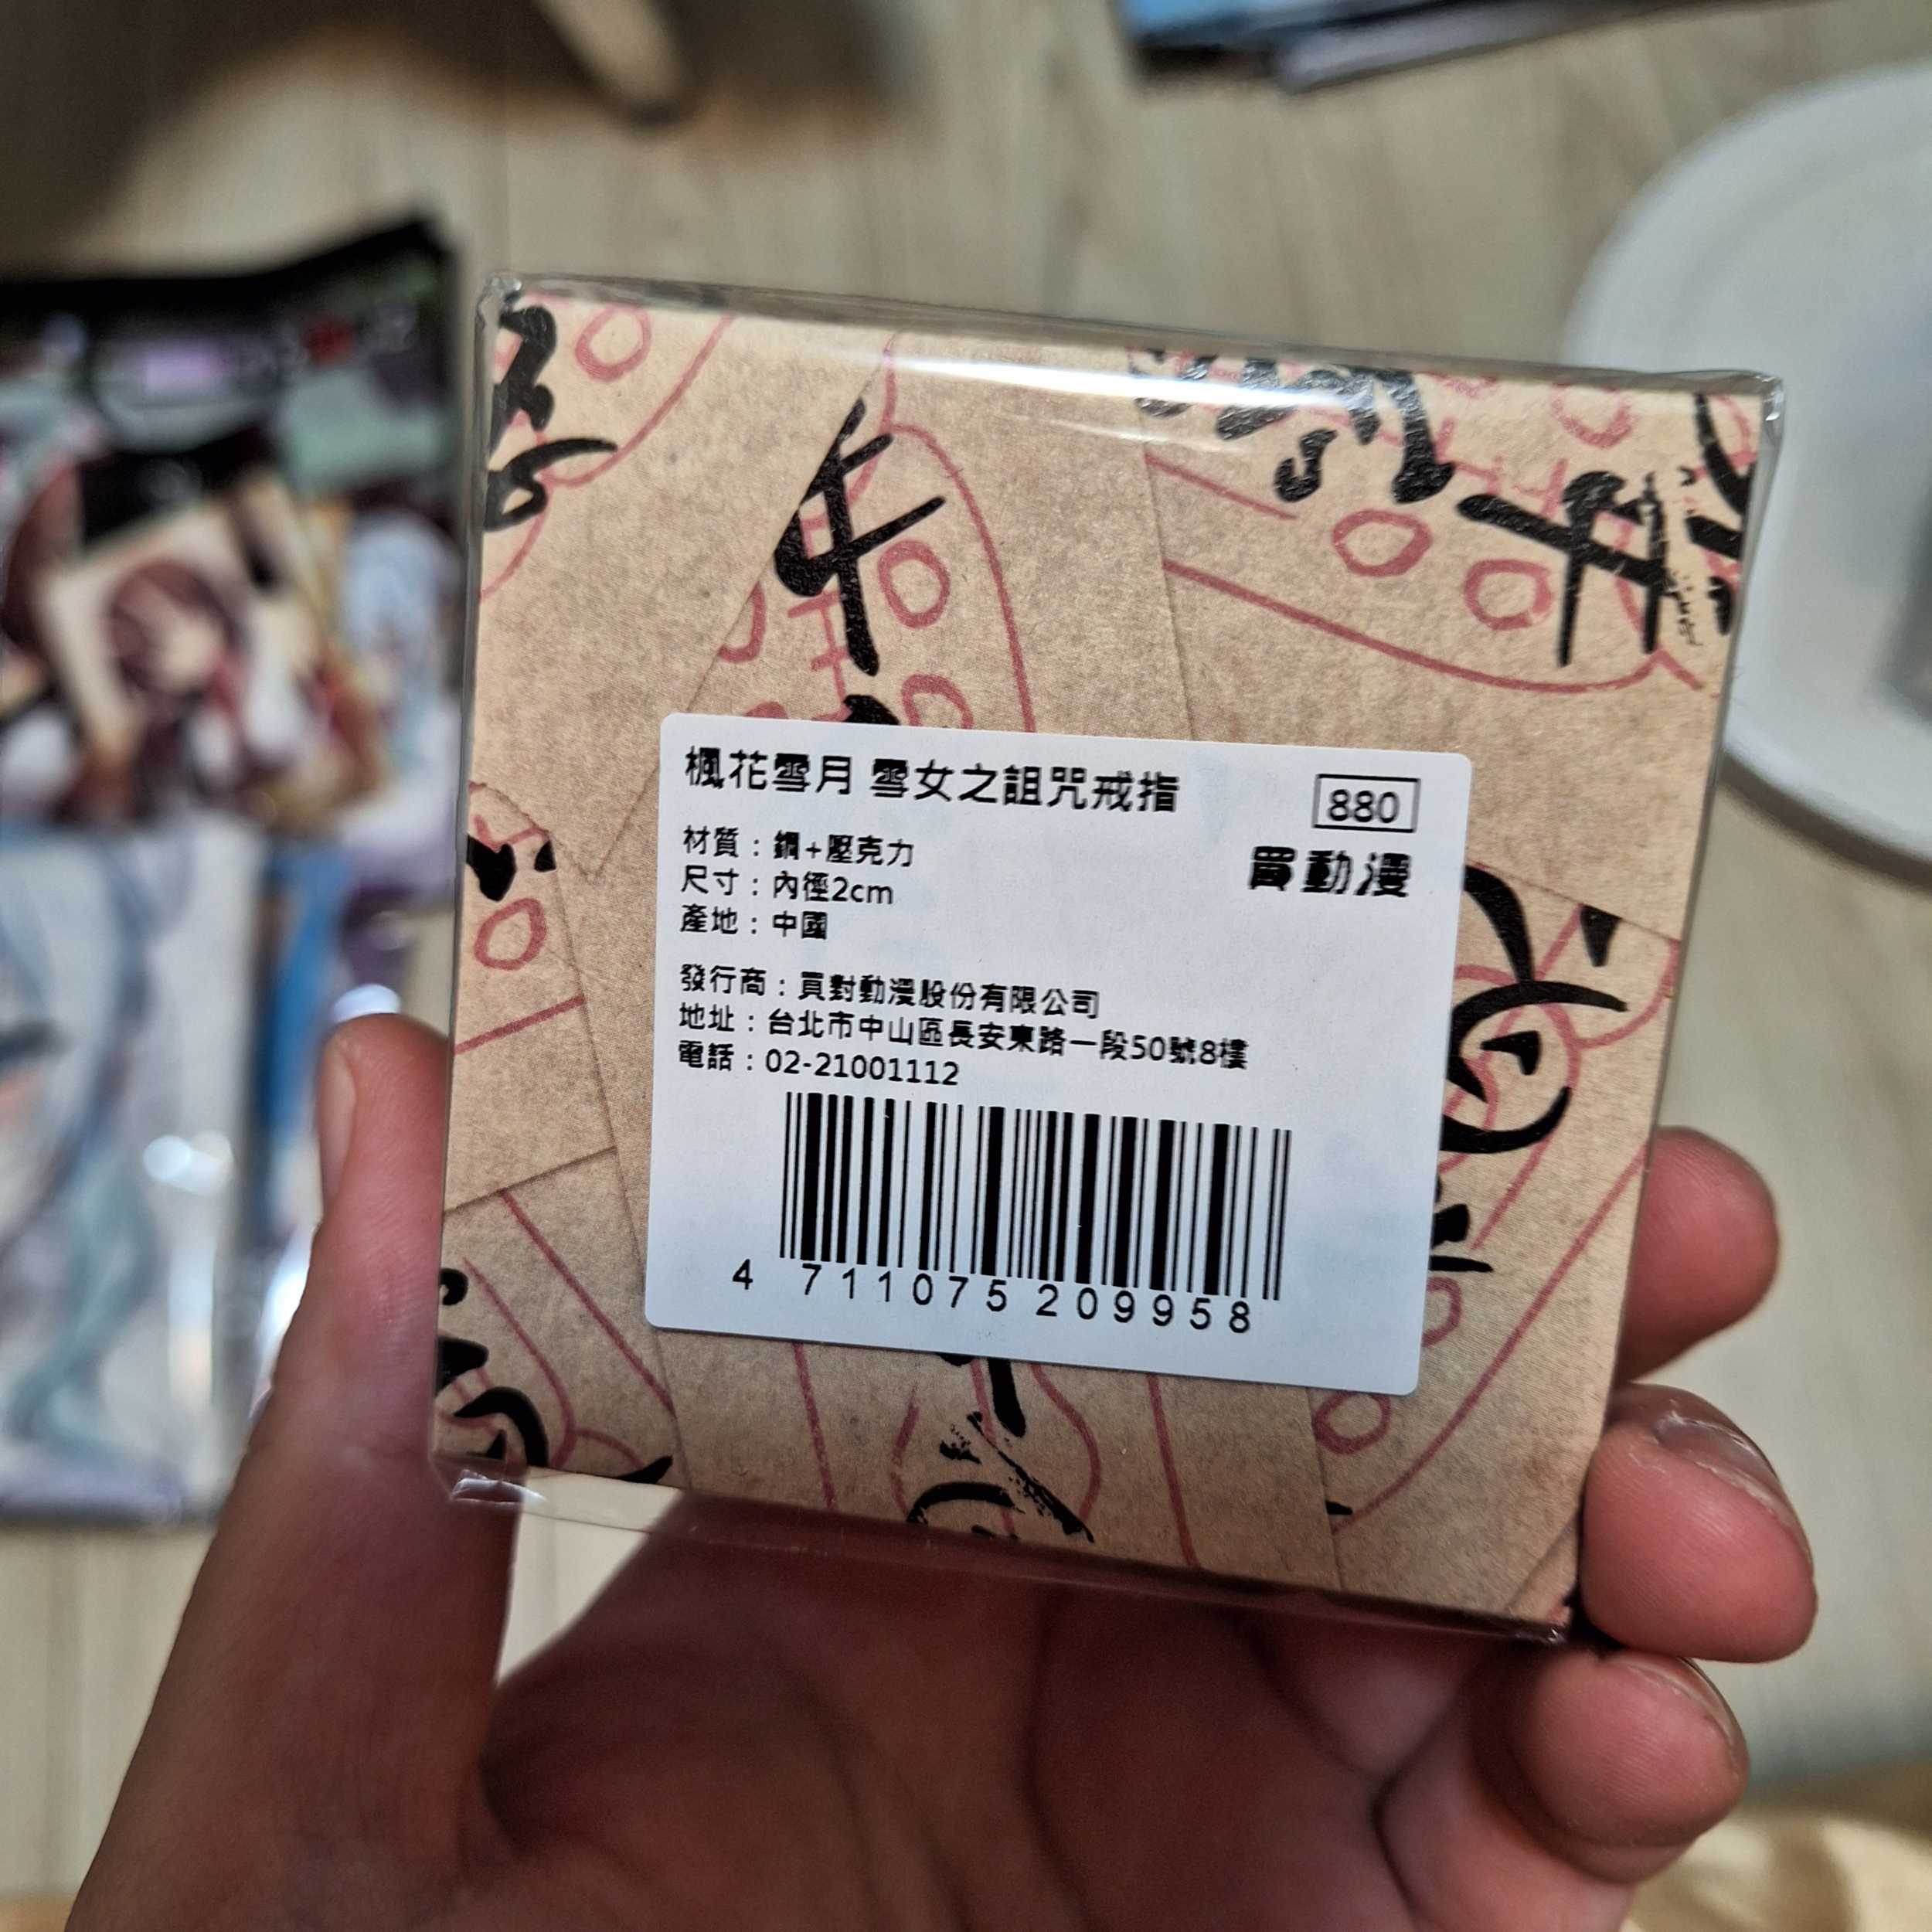 楓花雪月 雪女之詛咒戒指
880
買動漫
材質：鋼+壓克力
尺寸：內徑2cm
產地：中國
發行商：買對動漫股份有限公司
地址：台北市中山區長安東路一段50號8樓
電話：02-21001112
4 711075 209958